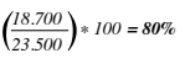 (18.700
23.500) * 100 = 80%